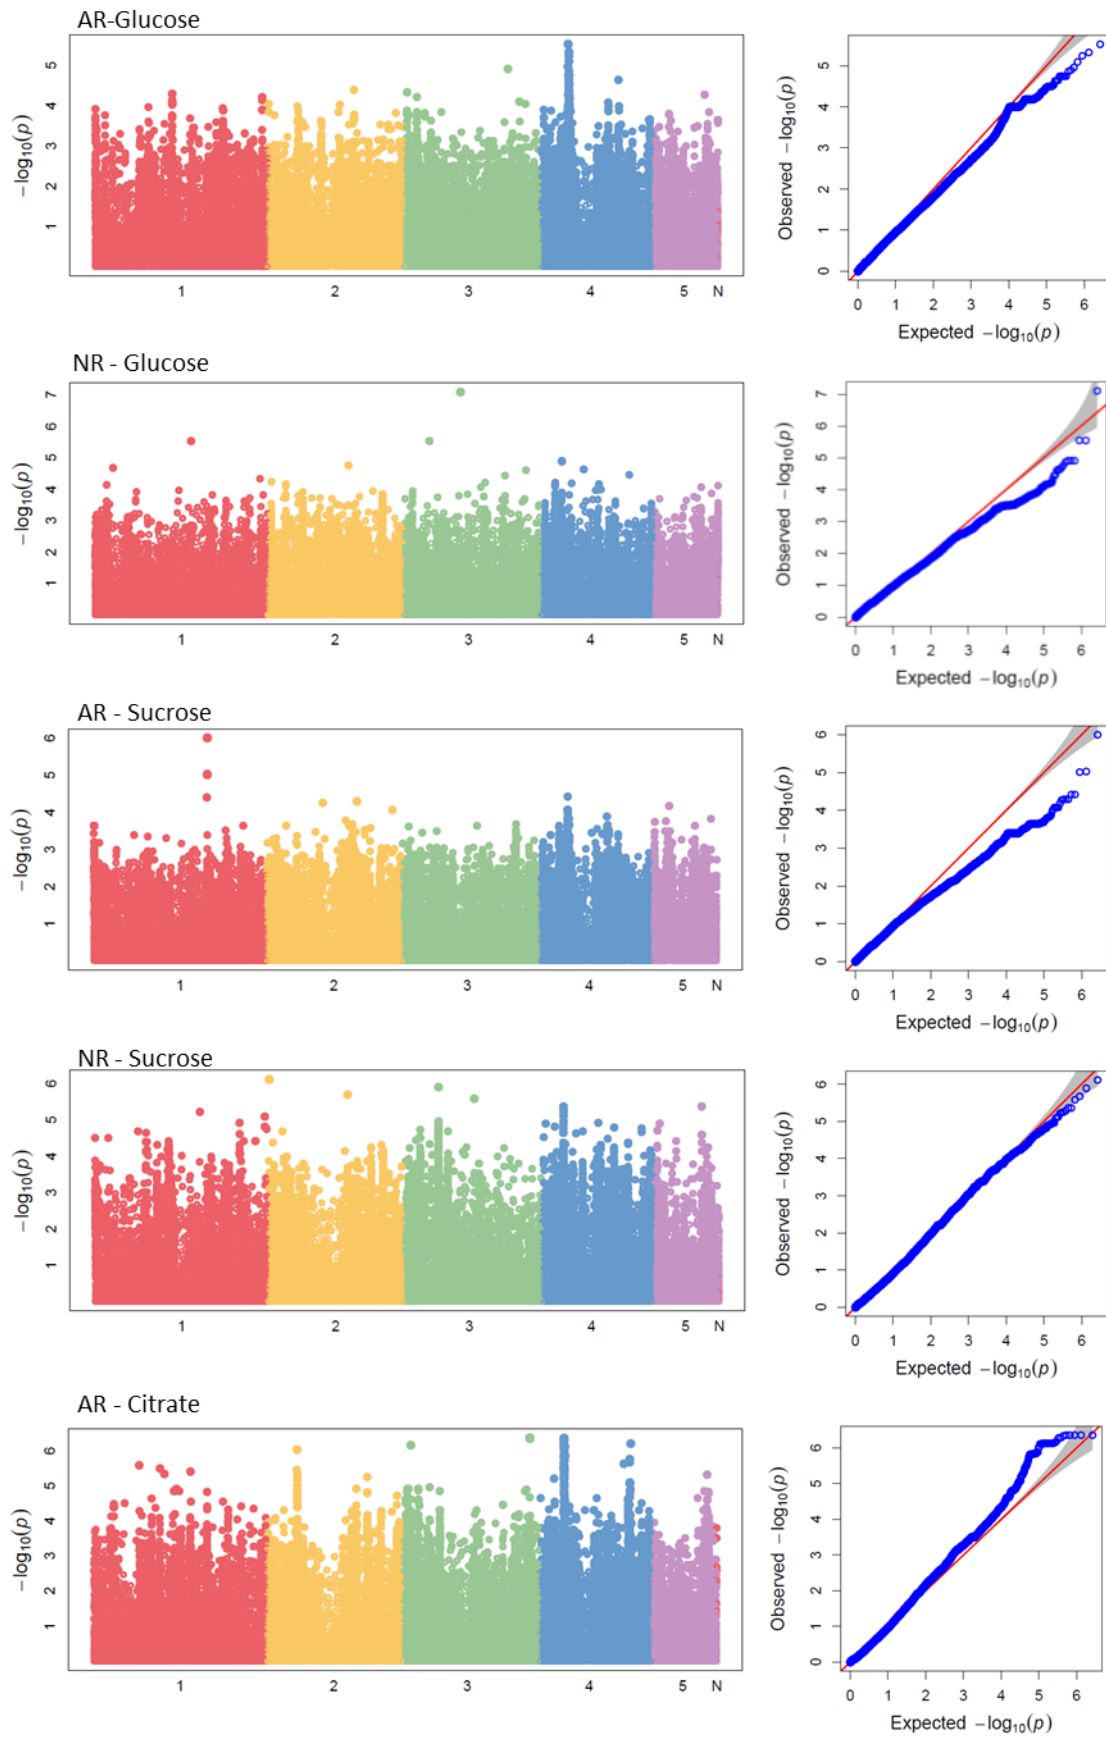 AR-Glucose
−log₁₀(p)
5
4
3
2
1
1 2 3 4 5 N
Observed −log₁₀(p)
5
4
3
2
1
0
0 1 2 3 4 5 6
Expected −log₁₀(p)
NR - Glucose
−log₁₀(p)
7
6
5
4
3
2
1
1 2 3 4 5 N
Observed −log₁₀(p)
7
6
5
4
3
2
1
0
0 1 2 3 4 5 6
Expected −log₁₀(p)
AR - Sucrose
−log₁₀(p)
6
5
4
3
2
1
1 2 3 4 5 N
Observed −log₁₀(p)
6
5
4
3
2
1
0
0 1 2 3 4 5 6
Expected −log₁₀(p)
NR - Sucrose
−log₁₀(p)
6
5
4
3
2
1
1 2 3 4 5 N
Observed −log₁₀(p)
6
5
4
3
2
1
0
0 1 2 3 4 5 6
Expected −log₁₀(p)
AR - Citrate
−log₁₀(p)
6
5
4
3
2
1
1 2 3 4 5 N
Observed −log₁₀(p)
6
5
4
3
2
1
0
0 1 2 3 4 5 6
Expected −log₁₀(p)